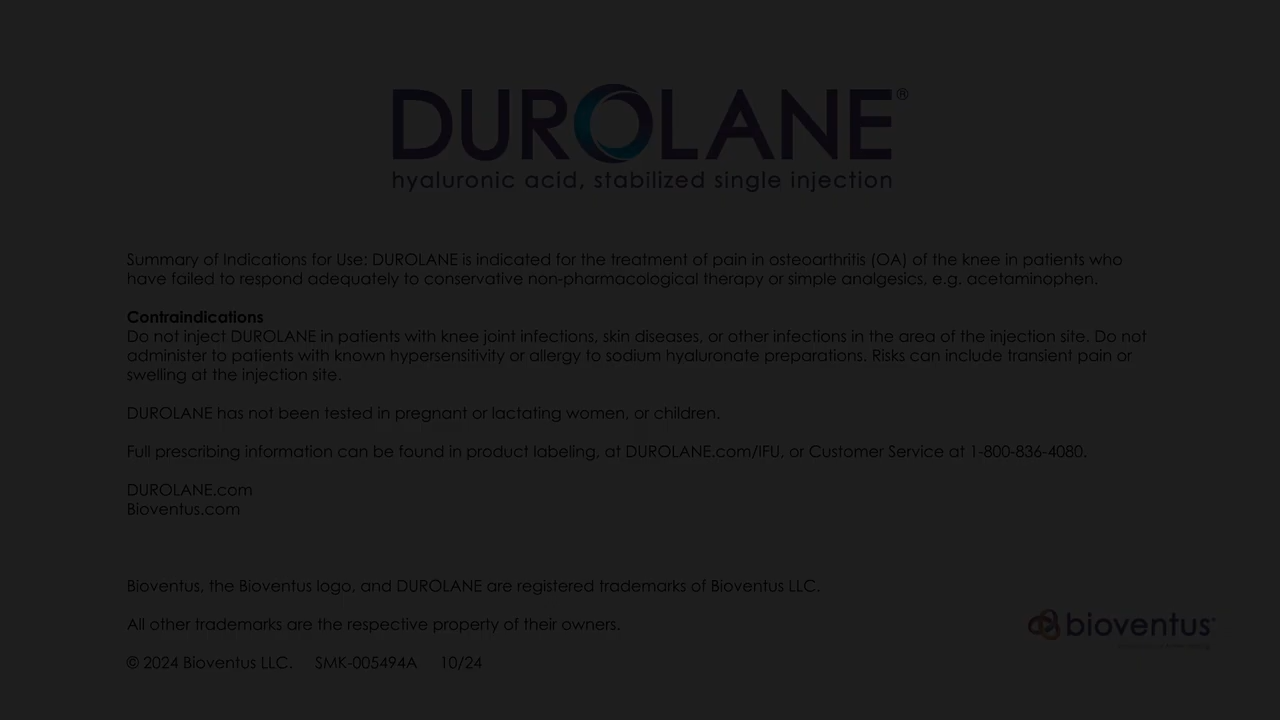 DUROLANE®
hyaluronic acid, stabilized single injection
Summary of Indications for Use: DUROLANE is indicated for the treatment of pain in osteoarthritis (OA) of the knee in patients who
have failed to respond adequately to conservative non-pharmacological therapy or simple analgesics, e.g. acetaminophen.
Contraindications
Do not inject DUROLANE in patients with knee joint infections, skin diseases, or other infections in the area of the injection site. Do not
administer to patients with known hypersensitivity or allergy to sodium hyaluronate preparations. Risks can include transient pain or
swelling at the injection site.
DUROLANE has not been tested in pregnant or lactating women, or children.
Full prescribing information can be found in product labeling, at DUROLANE.com/IFU, or Customer Service at 1-800-836-4080.
DUROLANE.com
Bioventus.com
Bioventus, the Bioventus logo, and DUROLANE are registered trademarks of Bioventus LLC.
All other trademarks are the respective property of their owners.
© 2024 Bioventus LLC. SMK-005494A 10/24
bioventus